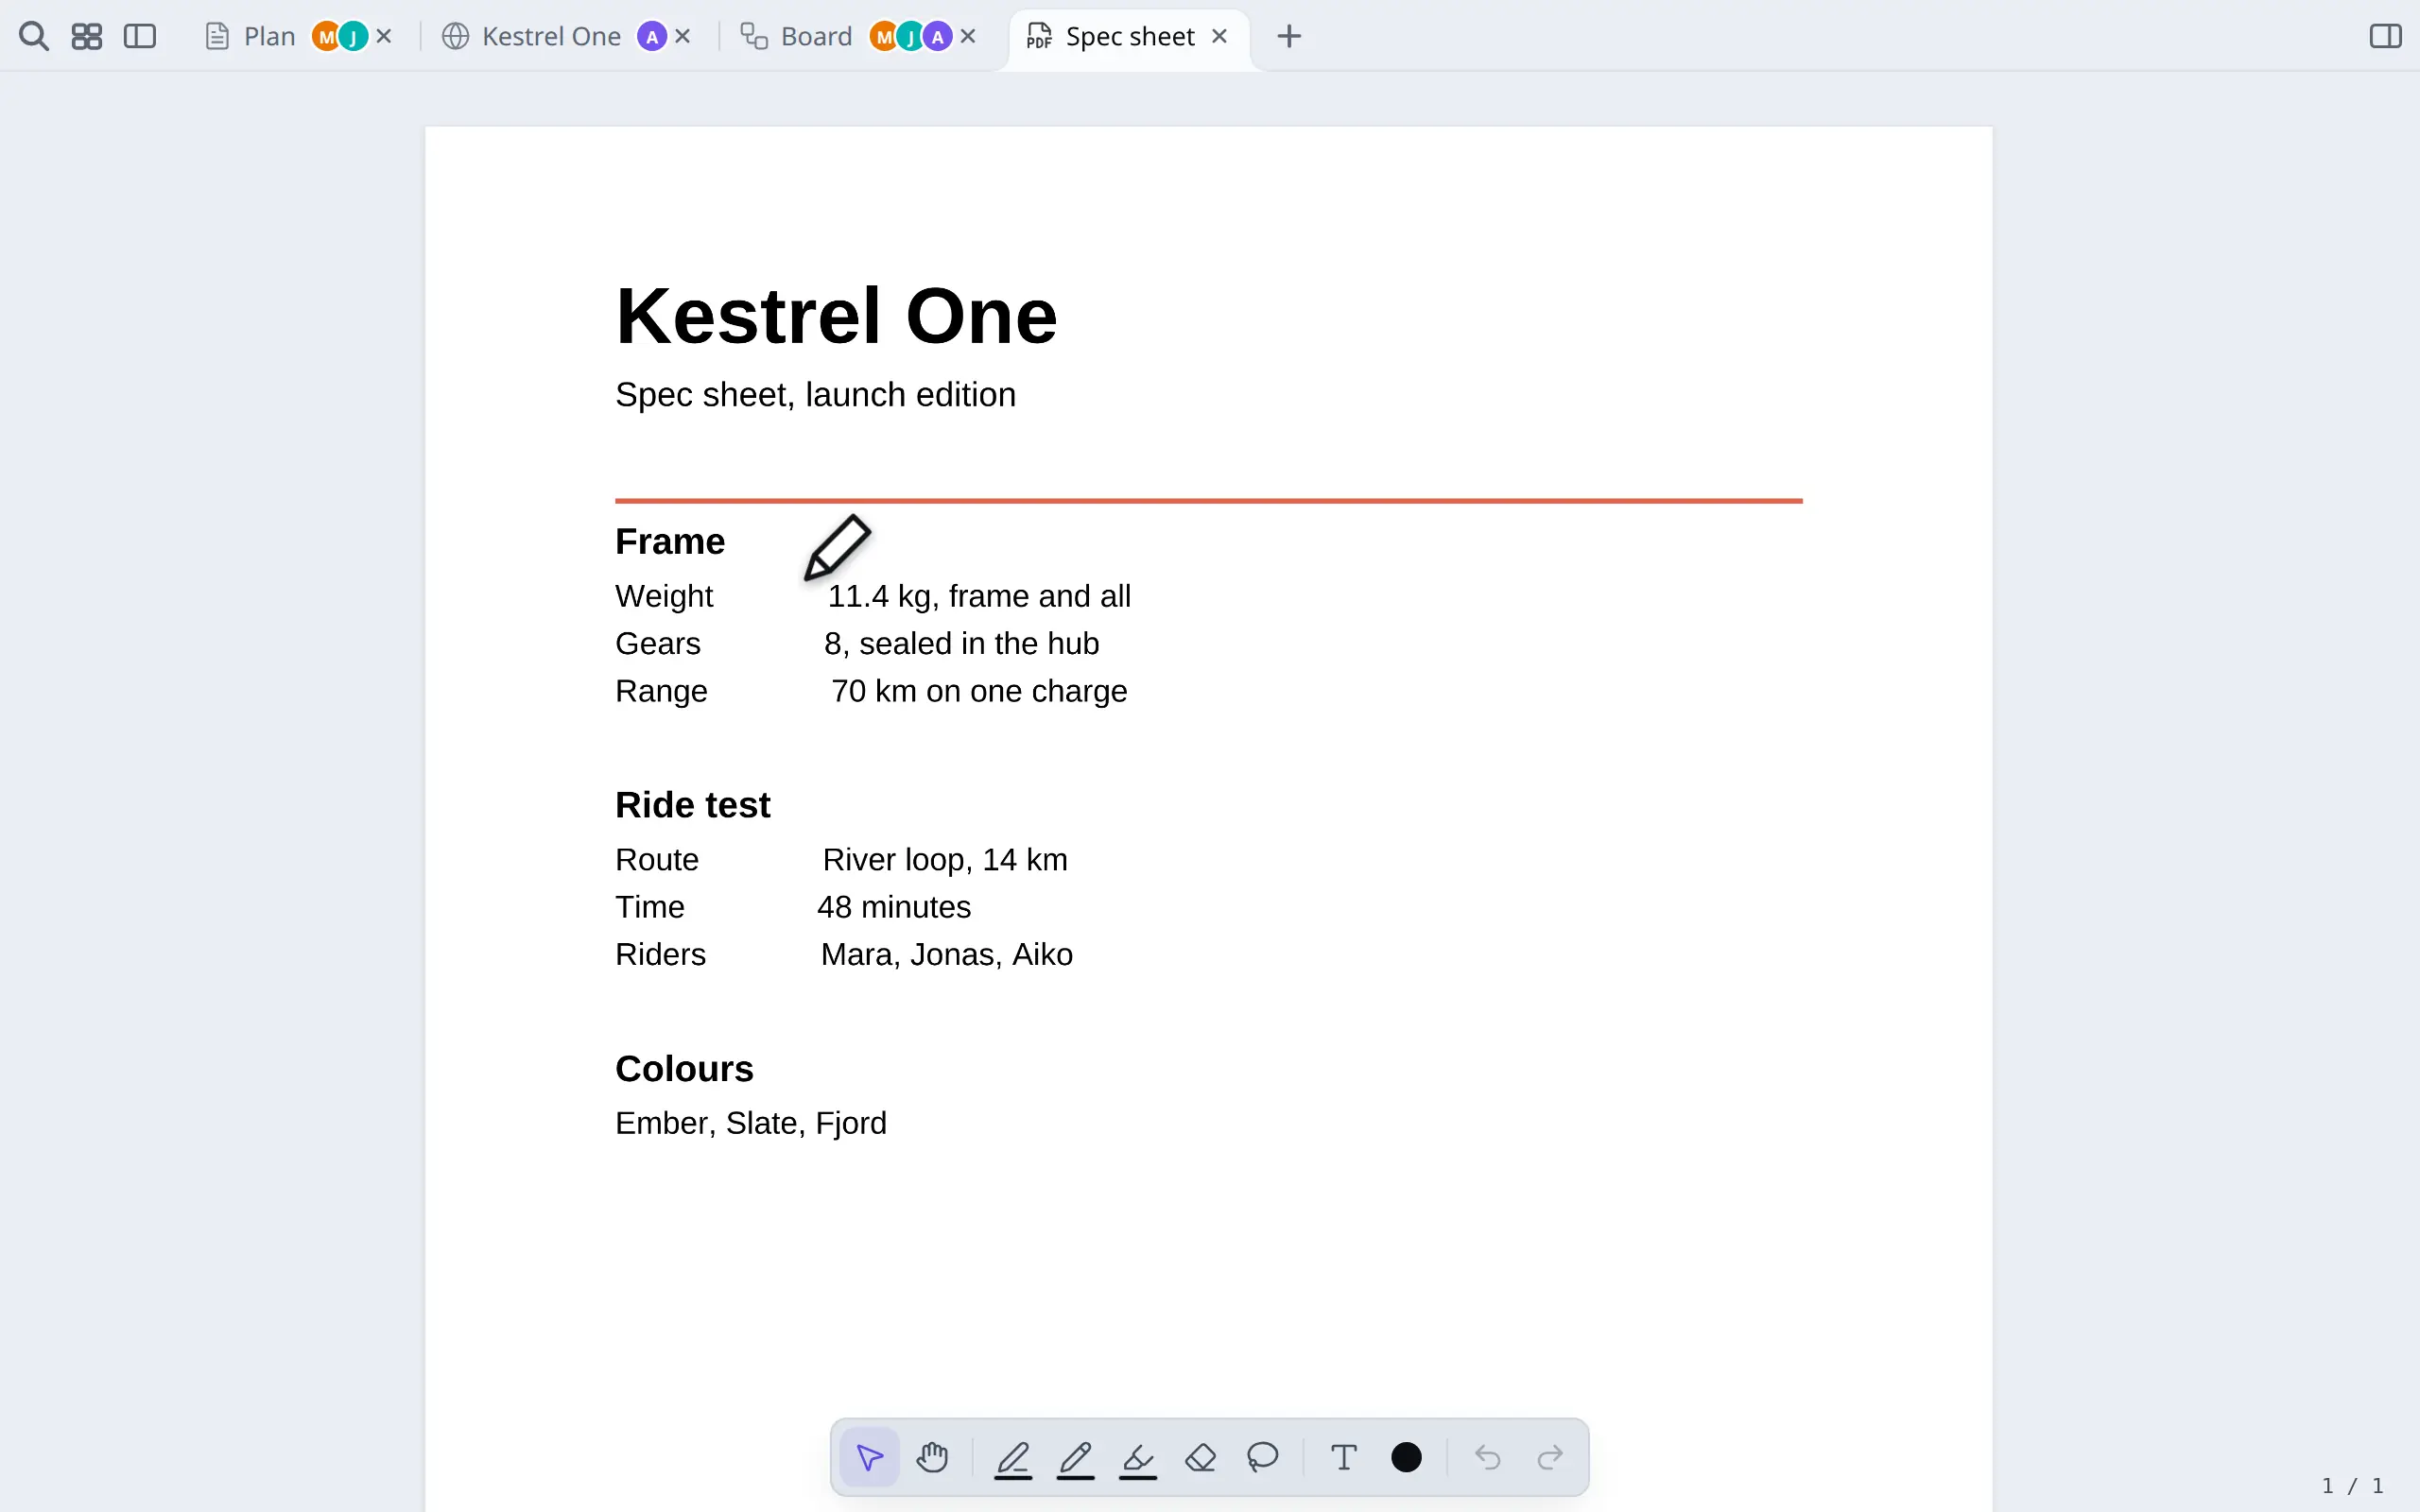 Plan M J
Kestrel One A
Board M J A
PDF Spec sheet
Kestrel One
Spec sheet, launch edition
Frame
Weight 11.4 kg, frame and all
Gears 8, sealed in the hub
Range 70 km on one charge
Ride test
Route River loop, 14 km
Time 48 minutes
Riders Mara, Jonas, Aiko
Colours
Ember, Slate, Fjord
T
1 / 1